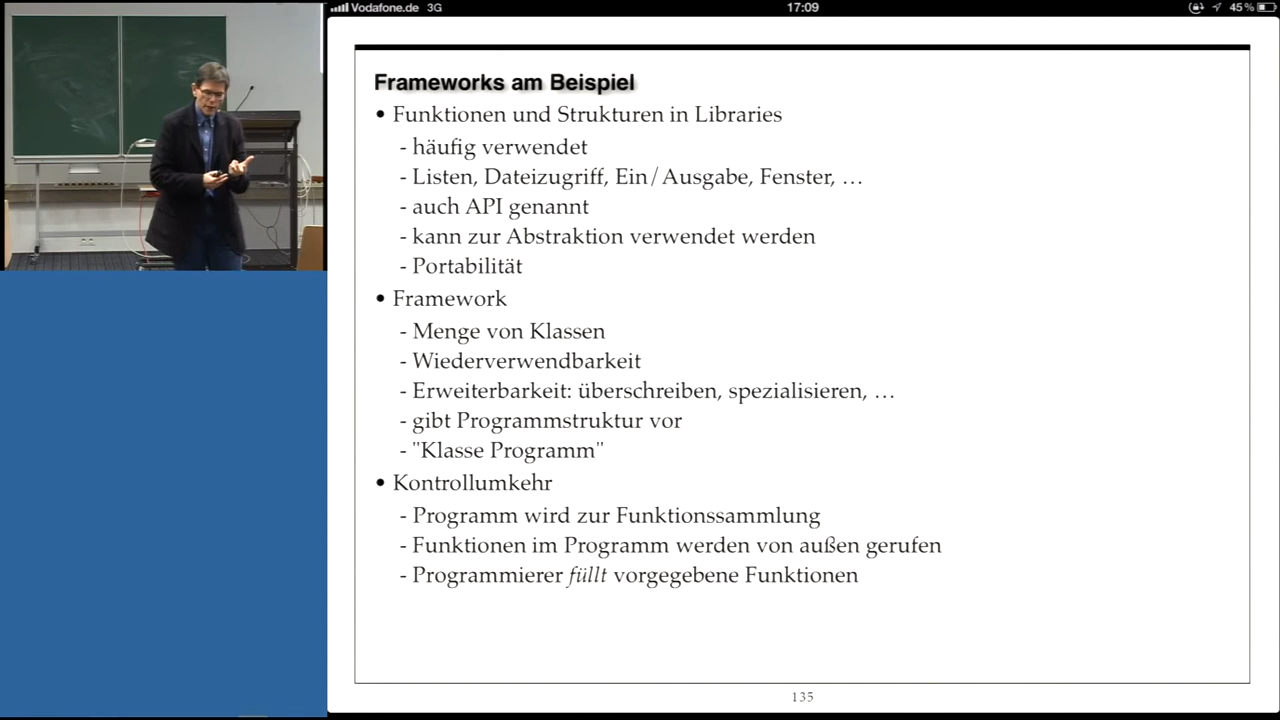 Vodafone.de 3G 17:09 45 %
Frameworks am Beispiel
• Funktionen und Strukturen in Libraries
- häufig verwendet
- Listen, Dateizugriff, Ein/Ausgabe, Fenster, …
- auch API genannt
- kann zur Abstraktion verwendet werden
- Portabilität
• Framework
- Menge von Klassen
- Wiederverwendbarkeit
- Erweiterbarkeit: überschreiben, spezialisieren, …
- gibt Programmstruktur vor
- "Klasse Programm"
• Kontrollumkehr
- Programm wird zur Funktionssammlung
- Funktionen im Programm werden von außen gerufen
- Programmierer füllt vorgegebene Funktionen
135